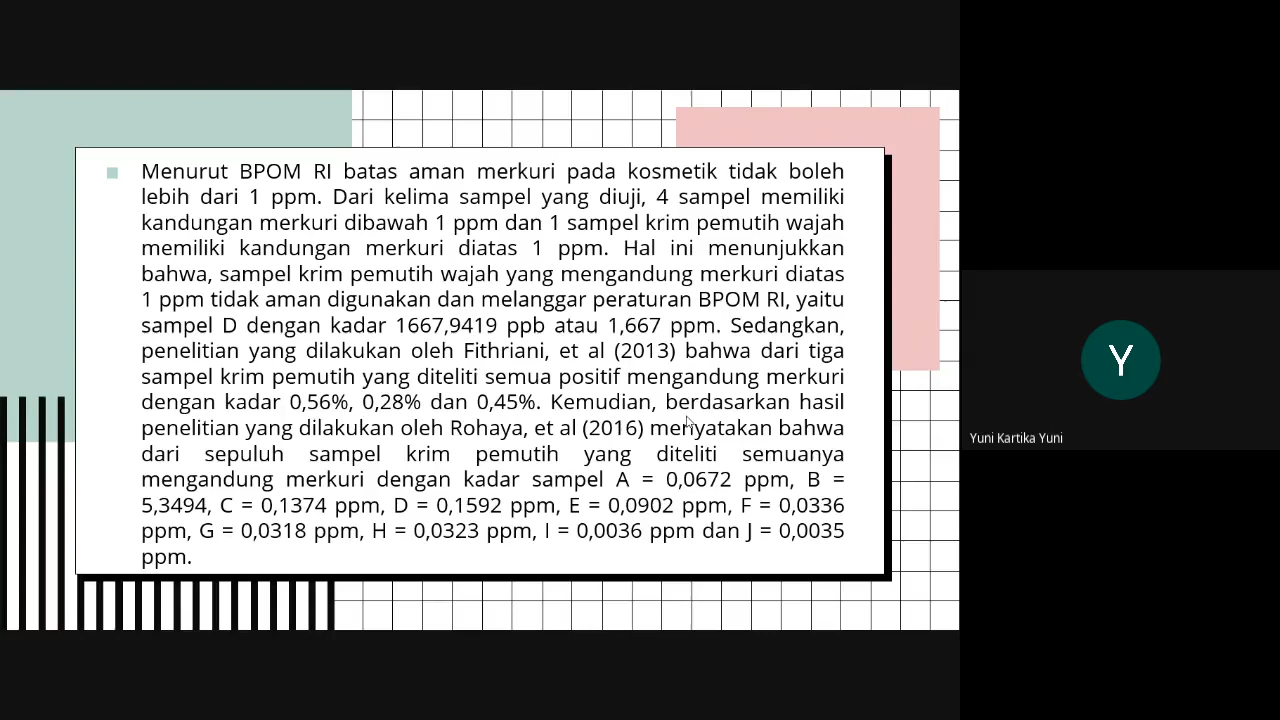 Menurut BPOM RI batas aman merkuri pada kosmetik tidak boleh
lebih dari 1 ppm. Dari kelima sampel yang diuji, 4 sampel memiliki
kandungan merkuri dibawah 1 ppm dan 1 sampel krim pemutih wajah
memiliki kandungan merkuri diatas 1 ppm. Hal ini menunjukkan
bahwa, sampel krim pemutih wajah yang mengandung merkuri diatas
1 ppm tidak aman digunakan dan melanggar peraturan BPOM RI, yaitu
sampel D dengan kadar 1667,9419 ppb atau 1,667 ppm. Sedangkan,
penelitian yang dilakukan oleh Fithriani, et al (2013) bahwa dari tiga
sampel krim pemutih yang diteliti semua positif mengandung merkuri
dengan kadar 0,56%, 0,28% dan 0,45%. Kemudian, berdasarkan hasil
penelitian yang dilakukan oleh Rohaya, et al (2016) menyatakan bahwa
dari sepuluh sampel krim pemutih yang diteliti semuanya
mengandung merkuri dengan kadar sampel A = 0,0672 ppm, B =
5,3494, C = 0,1374 ppm, D = 0,1592 ppm, E = 0,0902 ppm, F = 0,0336
ppm, G = 0,0318 ppm, H = 0,0323 ppm, I = 0,0036 ppm dan J = 0,0035
ppm.
Y
Yuni Kartika Yuni